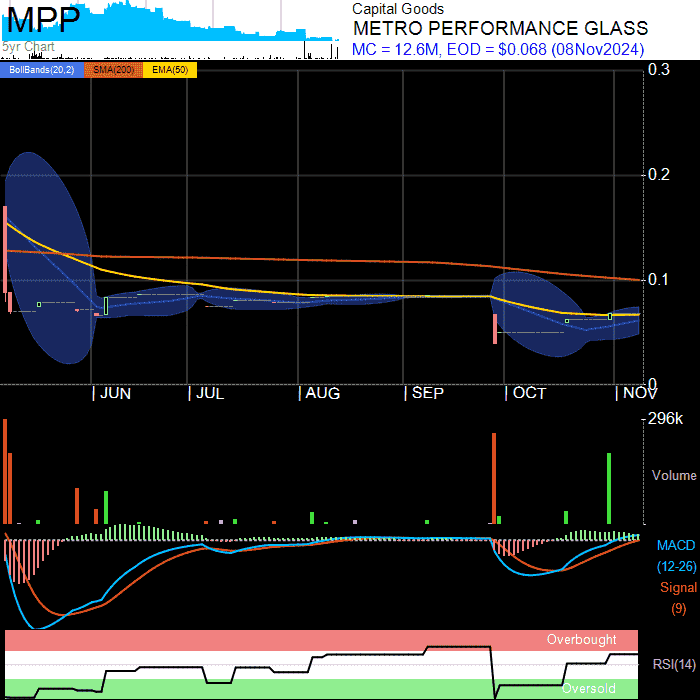 MPP
5yr Chart
Capital Goods
METRO PERFORMANCE GLASS
MC = 12.6M, EOD = $0.068 (08Nov2024)
BollBands(20,2) SMA(200) EMA(50)
0.3
0.2
0.1
0
JUN JUL AUG SEP OCT NOV
296k
Volume
MACD
(12-26)
Signal
(9)
Overbought
RSI(14)
Oversold